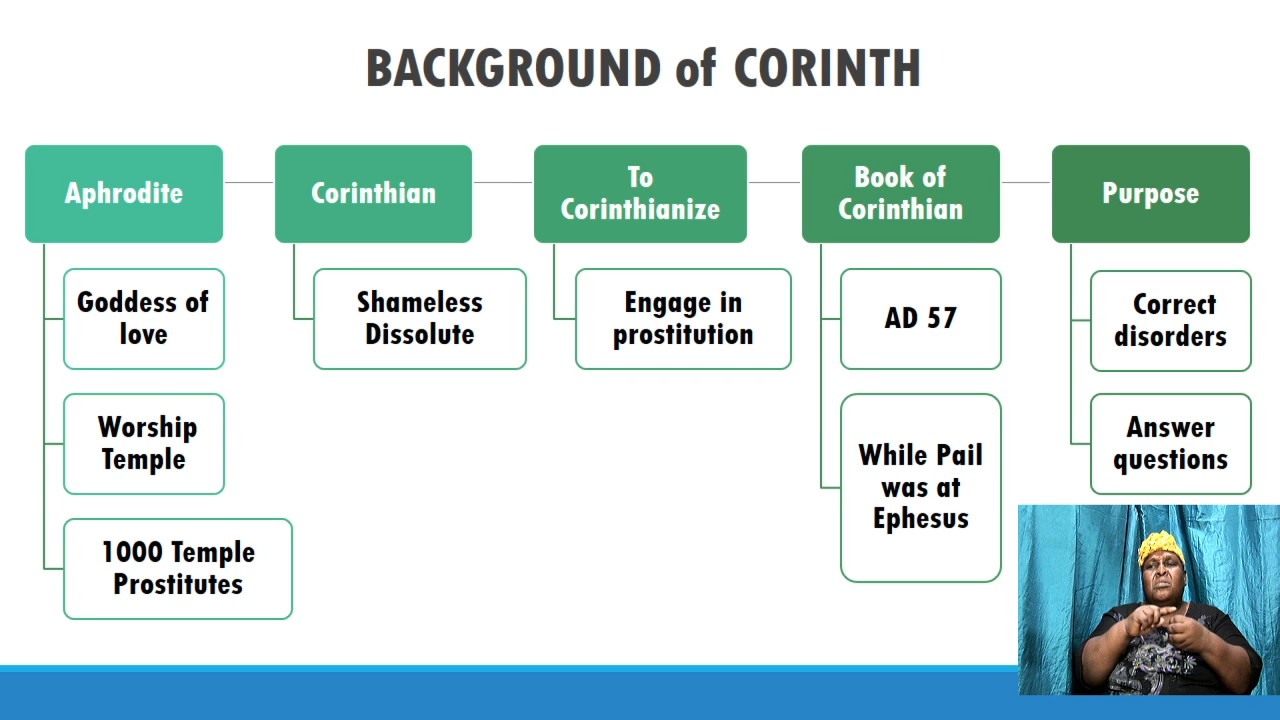 BACKGROUND of CORINTH
Aphrodite
Goddess of
love
Worship
Temple
1000 Temple
Prostitutes
Corinthian
Shameless
Dissolute
To
Corinthianize
Engage in
prostitution
Book of
Corinthian
AD 57
While Pail
was at
Ephesus
Purpose
Correct
disorders
Answer
questions